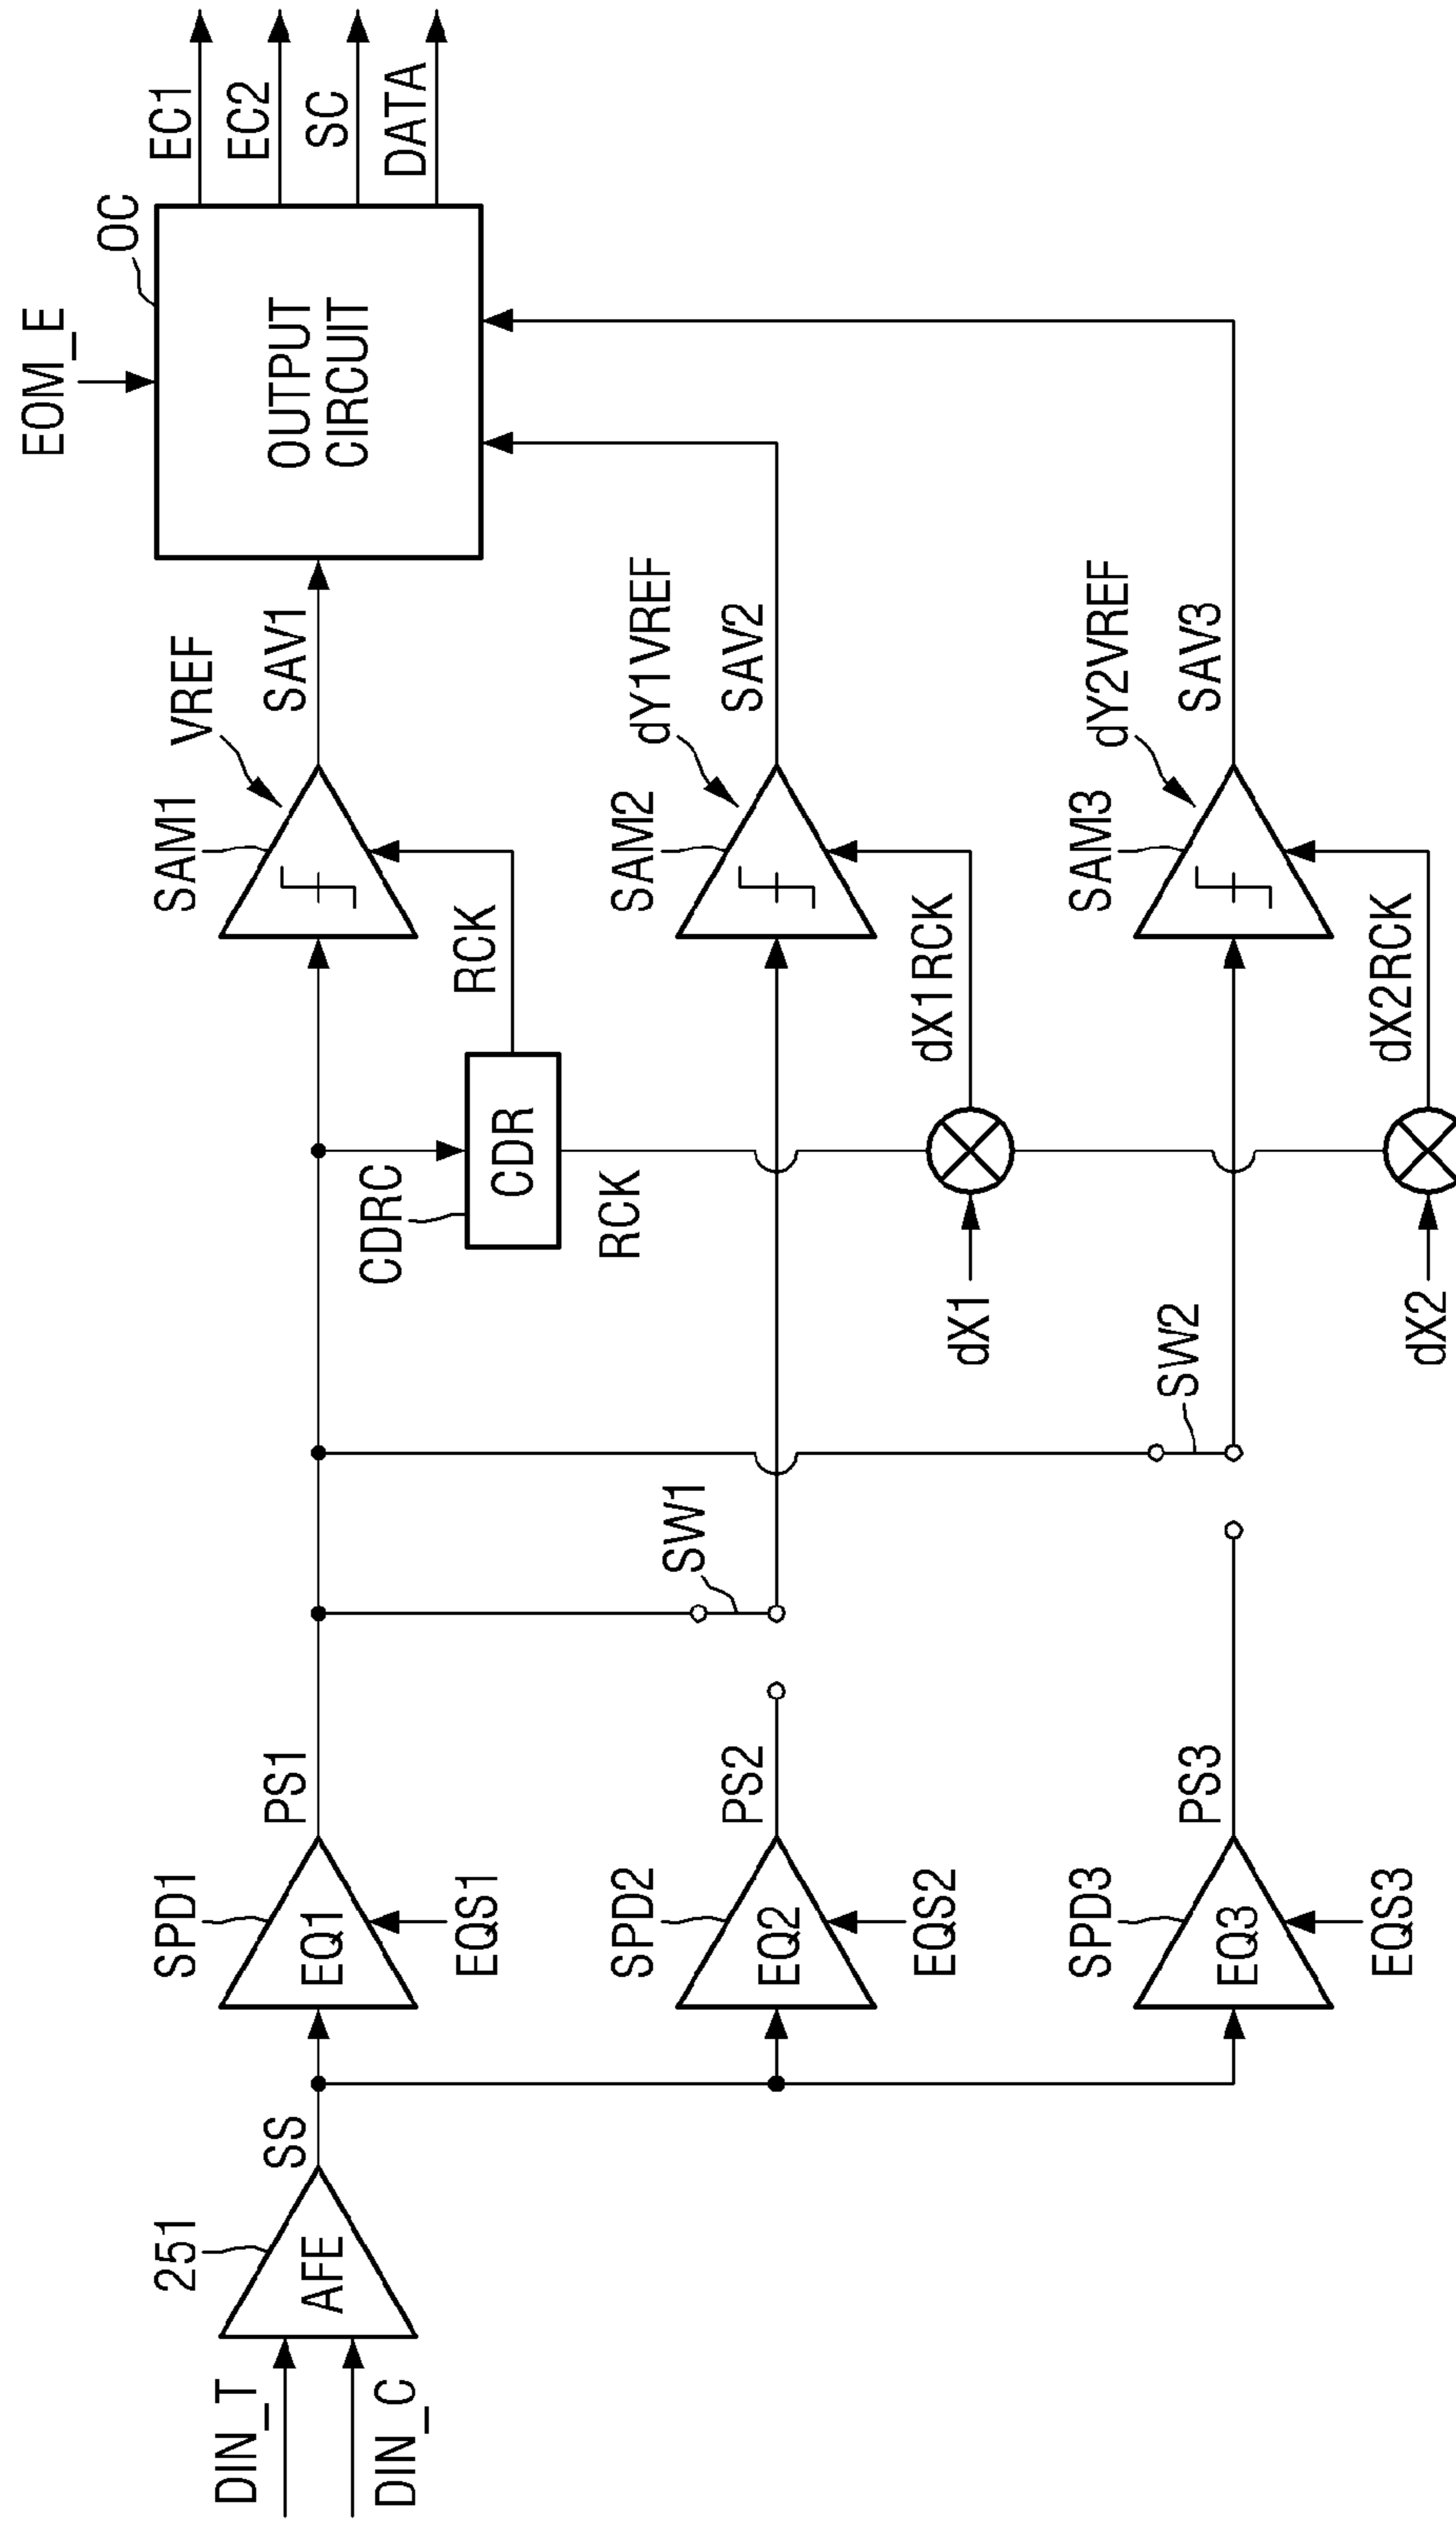 DIN_T
DIN_C
251
AFE
SS
SPD1
EQ1
EQS1
PS1
SPD2
EQ2
EQS2
PS2
SPD3
EQ3
EQS3
PS3
SW1
SW2
CDRC
CDR
RCK
RCK
dX1
dX1RCK
dX2
dX2RCK
SAM1
VREF
SAV1
SAM2
dY1VREF
SAV2
SAM3
dY2VREF
SAV3
EOM_E
OC
OUTPUT
CIRCUIT
EC1
EC2
SC
DATA